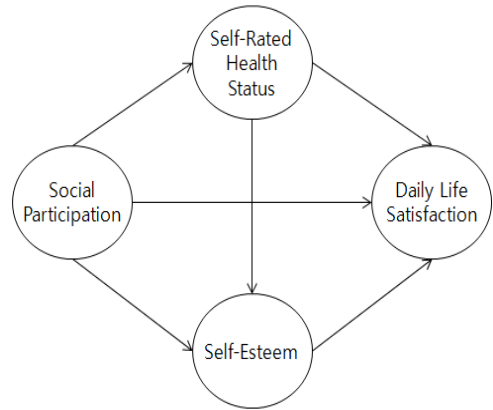 Self-Rated
Health
Status
Social
Participation
Daily Life
Satisfaction
Self-Esteem